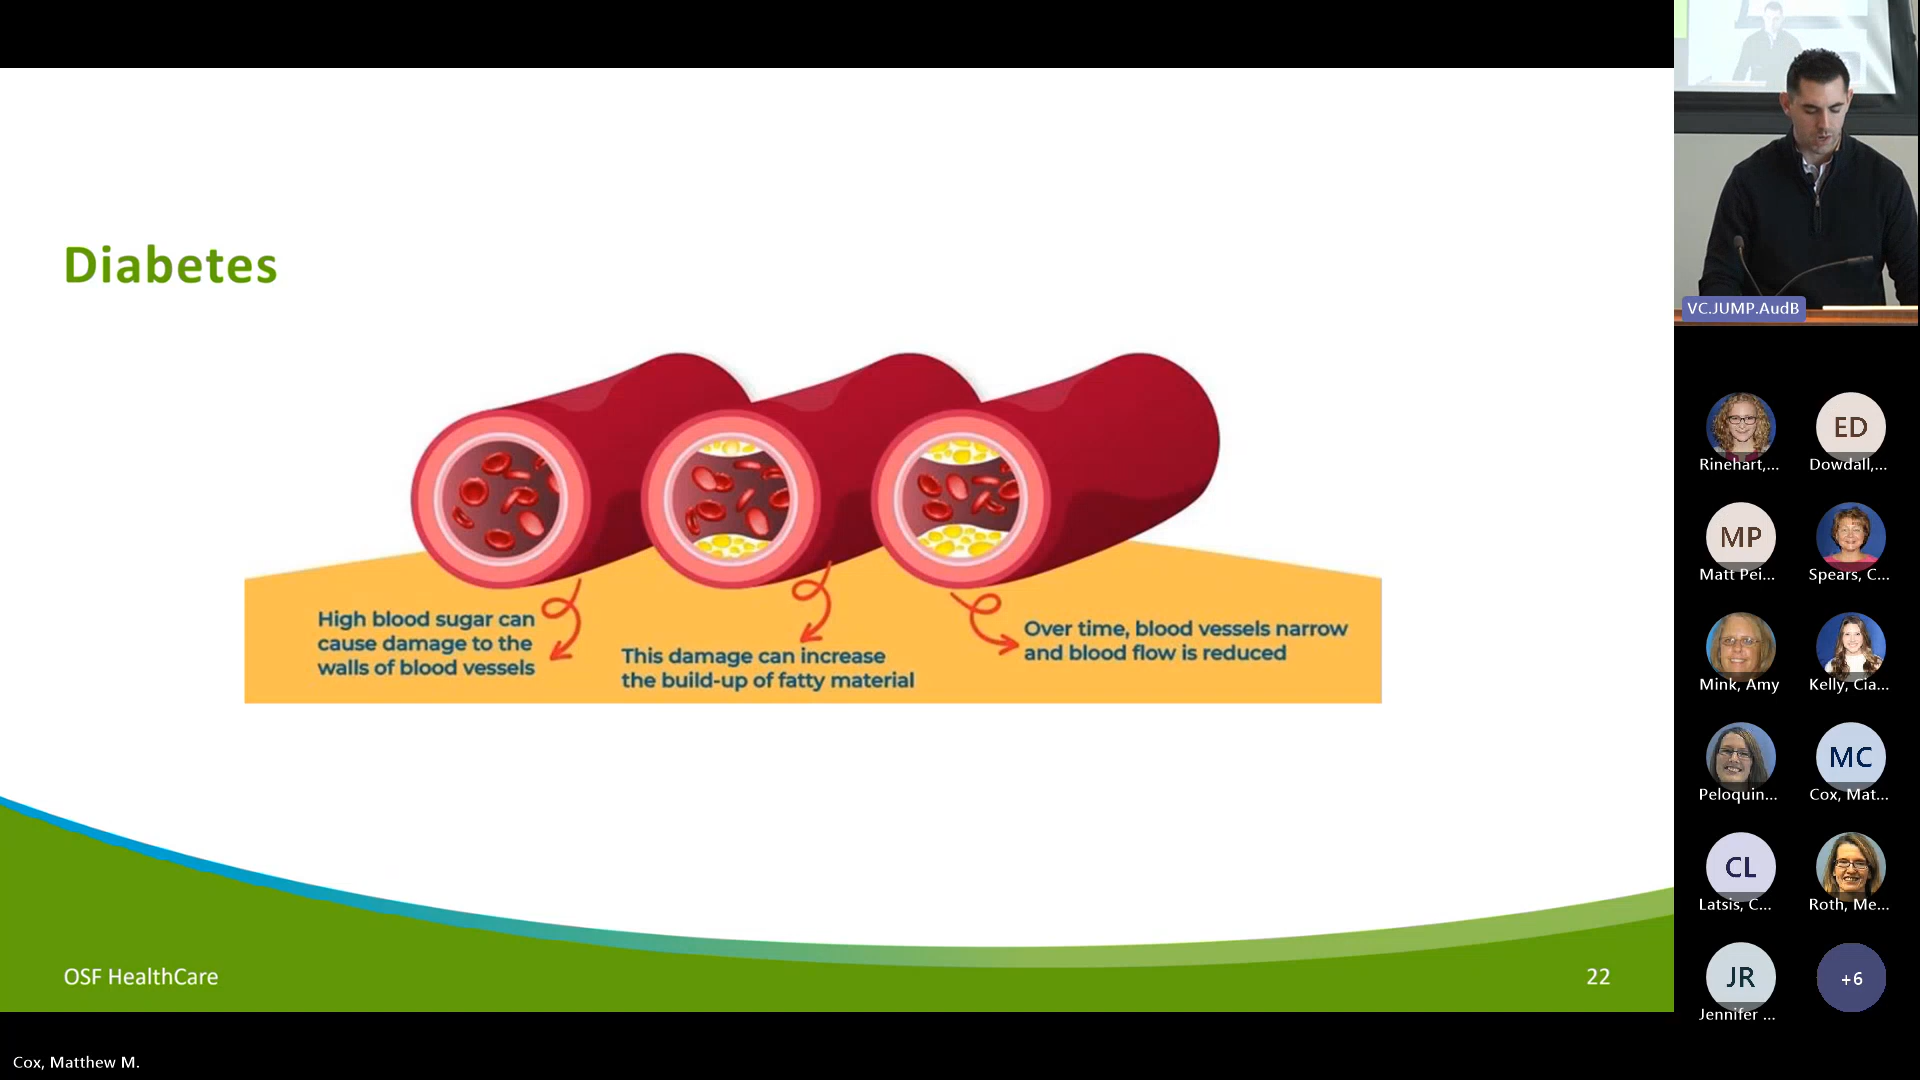 Diabetes
High blood sugar can
cause damage to the
walls of blood vessels
This damage can increase
the build-up of fatty material
Over time, blood vessels narrow
and blood flow is reduced
OSF HealthCare
22
Cox, Matthew M.
VC.JUMP.AudB
Rinehart,...
ED
Dowdall,...
MP
Matt Pei...
Spears, C...
Mink, Amy
Kelly, Cia...
Peloquin...
MC
Cox, Mat...
CL
Latsis, C...
Roth, Me...
JR
Jennifer ...
+6